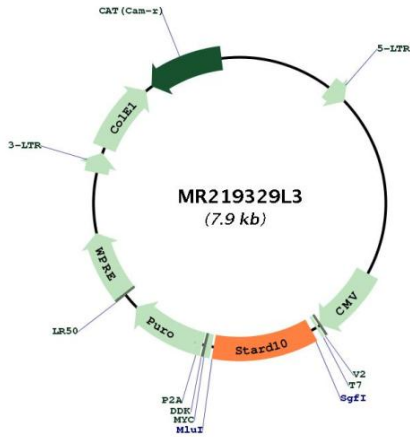 CAT(Cam-r)
5-LTR
ColE1
3-LTR
MR219329L3
(7.9 kb)
WPRE
CMV
LR50
Puro
Stard10
V2
T7
SgfI
P2A
DDK
MYC
MluI